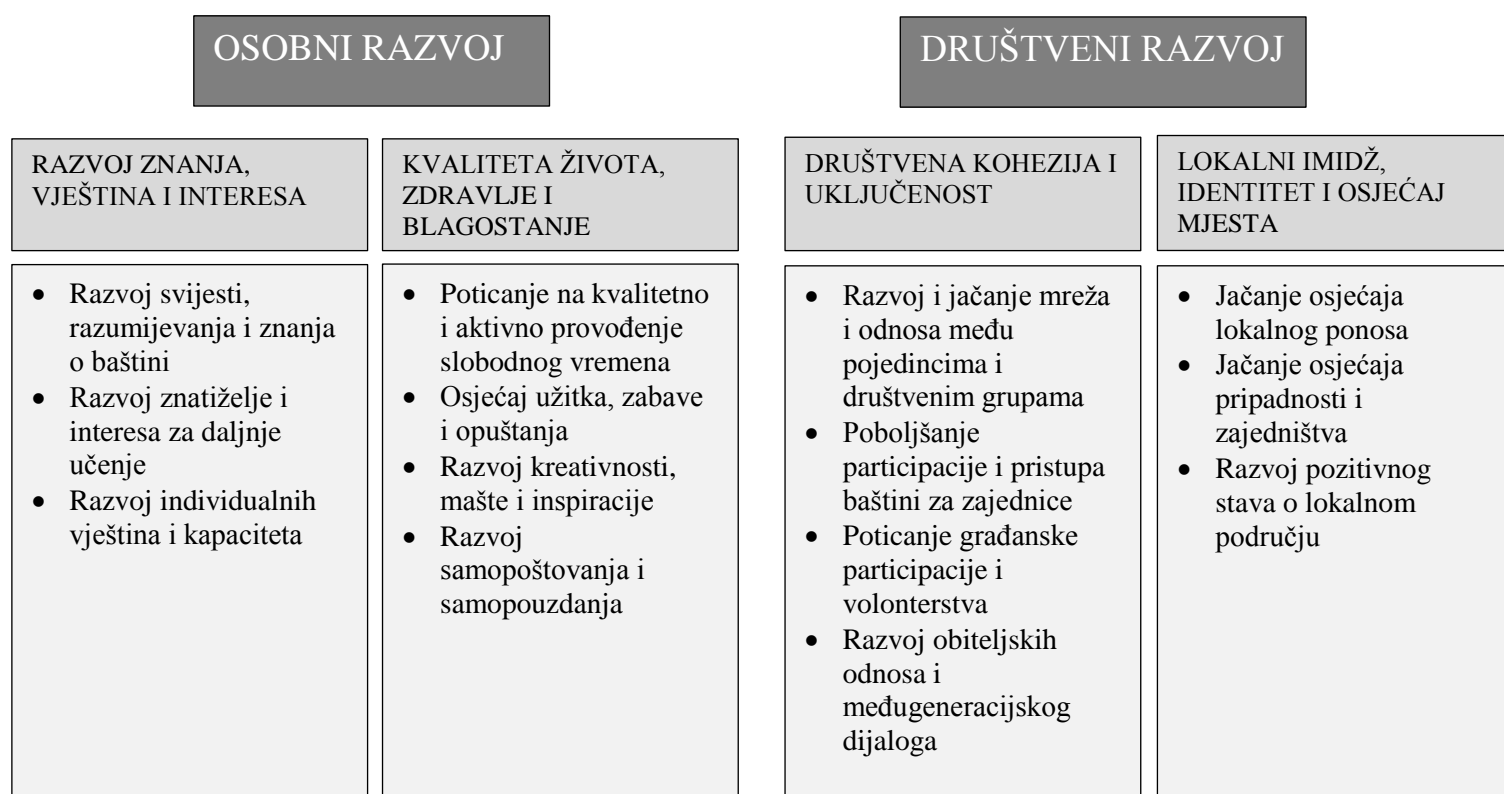 OSOBNI RAZVOJ
DRUŠTVENI RAZVOJ
RAZVOJ ZNANJA,
VJEŠTINA I INTERESA
• Razvoj svijesti,
razumijevanja i znanja
o baštini
• Razvoj znatiželje i
interesa za daljnje
učenje
• Razvoj individualnih
vještina i kapaciteta
KVALITETA ŽIVOTA,
ZDRAVLJE I
BLAGOSTANJE
• Poticanje na kvalitetno
i aktivno provođenje
slobodnog vremena
• Osjećaj užitka, zabave
i opuštanja
• Razvoj kreativnosti,
mašte i inspiracije
• Razvoj
samopoštovanja i
samopouzdanja
DRUŠTVENA KOHEZIJA I
UKLJUČENOST
• Razvoj i jačanje mreža
i odnosa među
pojedincima i
društvenim grupama
• Poboljšanje
participacije i pristupa
baštini za zajednice
• Poticanje građanske
participacije i
volonterstva
• Razvoj obiteljskih
odnosa i
međugeneracijskog
dijaloga
LOKALNI IMIDŽ,
IDENTITET I OSJEĆAJ
MJESTA
• Jačanje osjećaja
lokalnog ponosa
• Jačanje osjećaja
pripadnosti i
zajedništva
• Razvoj pozitivnog
stava o lokalnom
području